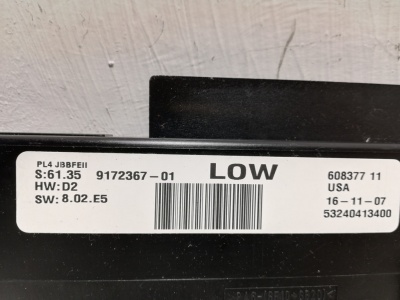 PL4 JBBFEII
S:61.35 9172367-01 LOW 608377 11
HW:D2 USA
SW: 8.02.E5 16-11-07
53240413400